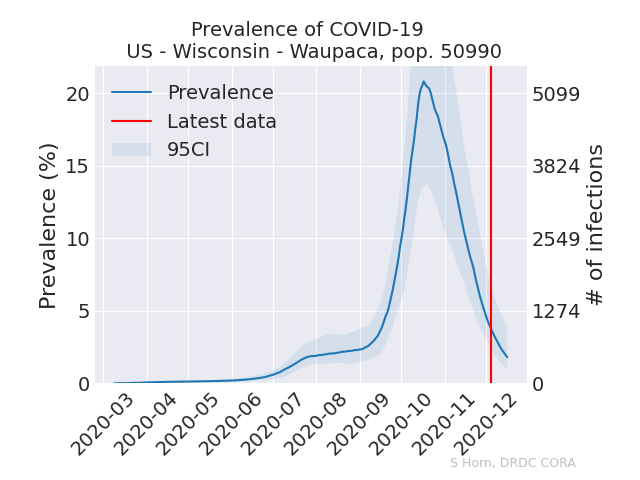 Prevalence of COVID-19
US - Wisconsin - Waupaca, pop. 50990
Prevalence
Latest data
95CI
Prevalence (%)
20
15
10
5
0
5099
3824
2549
1274
0
# of infections
2020-03
2020-04
2020-05
2020-06
2020-07
2020-08
2020-09
2020-10
2020-11
2020-12
S Horn, DRDC CORA